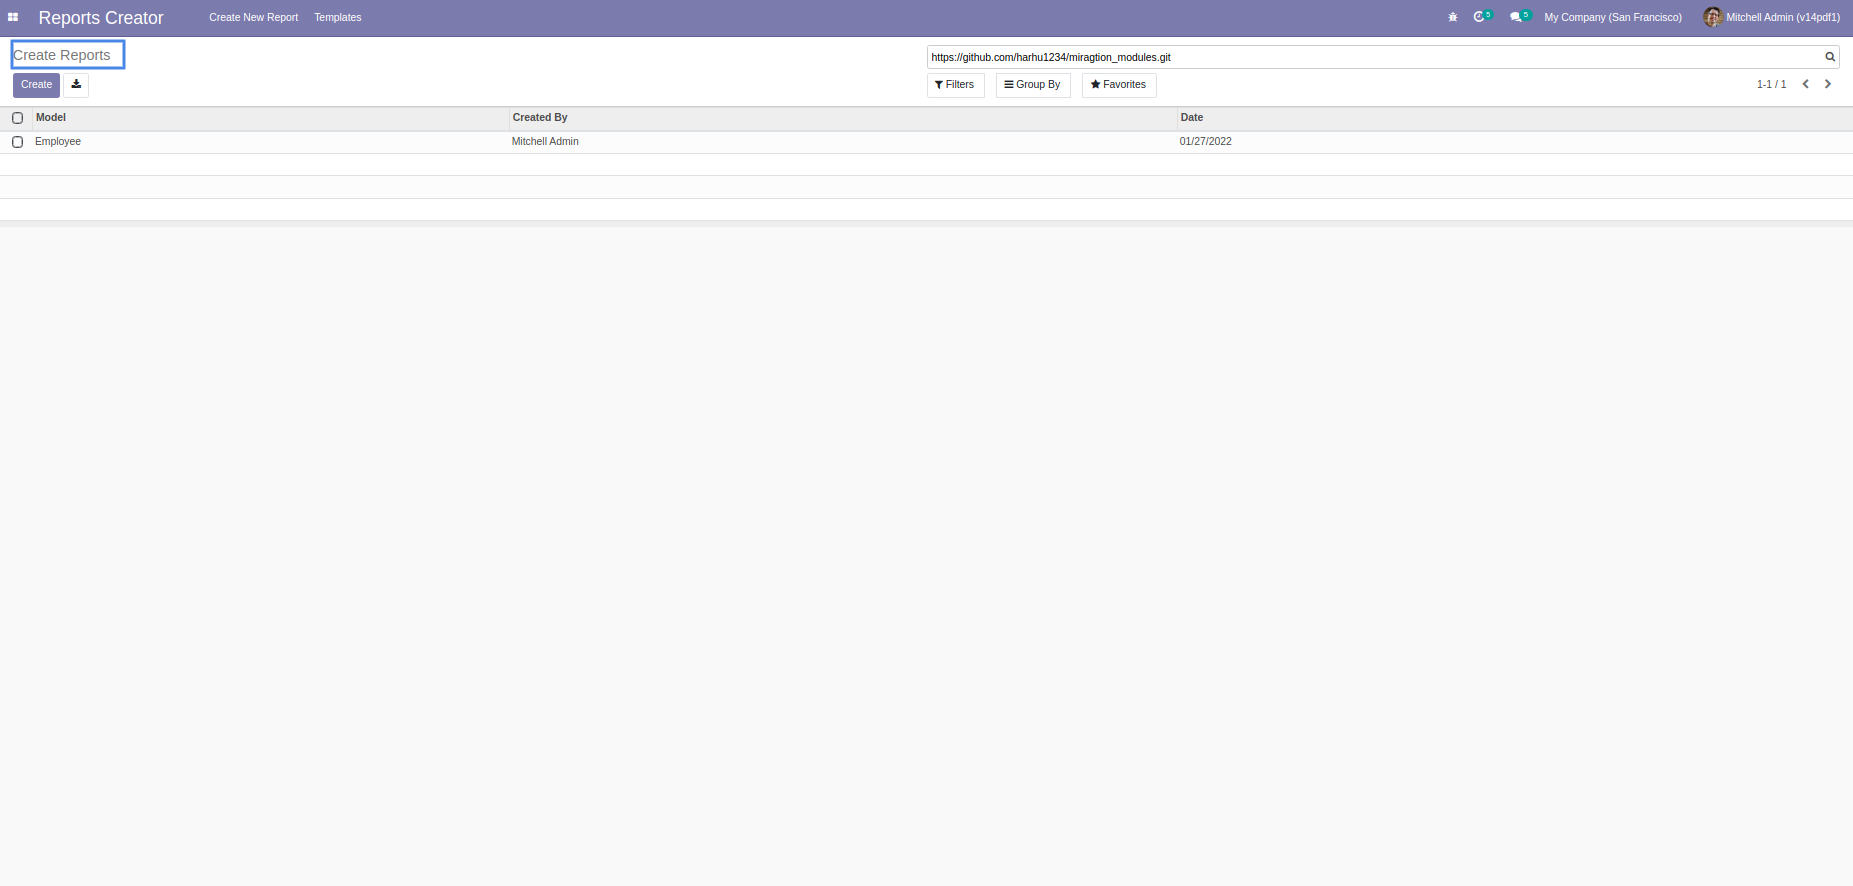 Reports Creator Create New Report Templates 5 5 My Company (San Francisco) Mitchell Admin (v14pdf1)
Create Reports https://github.com/harhu1234/miragtion_modules.git
Create Filters Group By Favorites 1-1 / 1
Model Created By Date
Employee Mitchell Admin 01/27/2022